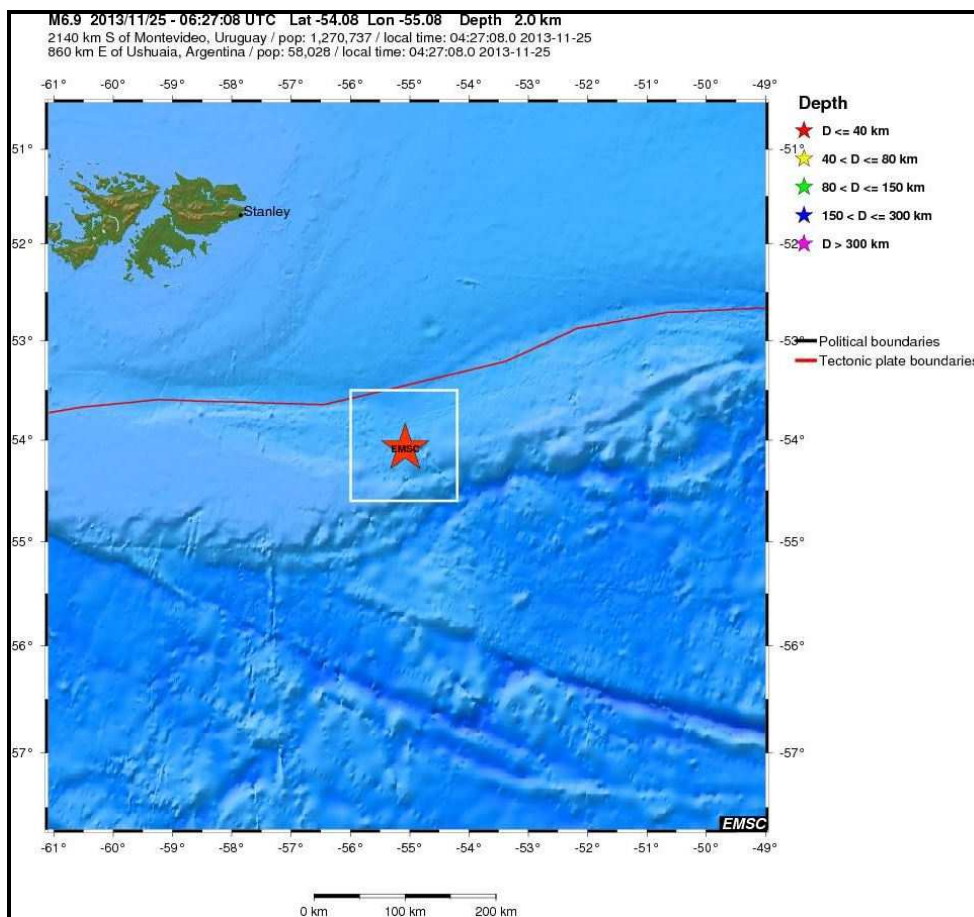 M6.9 2013/11/25 - 06:27:08 UTC Lat -54.08 Lon -55.08 Depth 2.0 km
2140 km S of Montevideo, Uruguay / pop: 1,270,737 / local time: 04:27:08.0 2013-11-25
860 km E of Ushuaia, Argentina / pop: 58,028 / local time: 04:27:08.0 2013-11-25
-61° -60° -59° -58° -57° -56° -55° -54° -53° -52° -51° -50° -49°
Depth
D <= 40 km
40 < D <= 80 km
80 < D <= 150 km
150 < D <= 300 km
D > 300 km
-51° -51°
Stanley
-52° -52°
-53° -53°
Political boundaries
Tectonic plate boundaries
-54° EMSC -54°
-55° -55°
-56° -56°
-57° -57°
EMSC
-61° -60° -59° -58° -57° -56° -55° -54° -53° -52° -51° -50° -49°
0 km 100 km 200 km